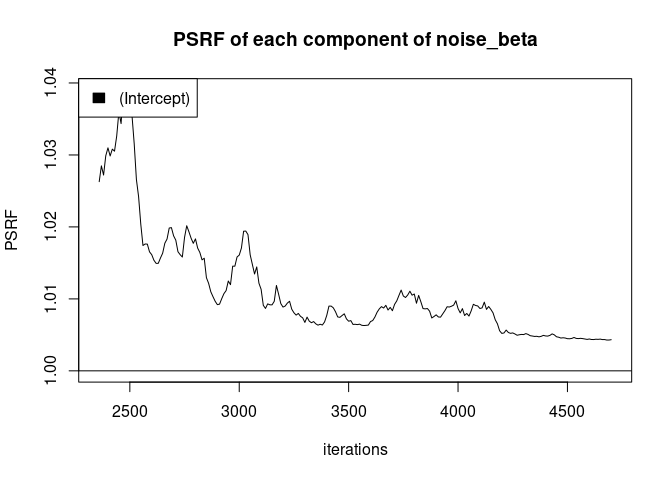 PSRF of each component of noise_beta
(Intercept)
PSRF
1.04
1.03
1.02
1.01
1.00
2500 3000 3500 4000 4500
iterations